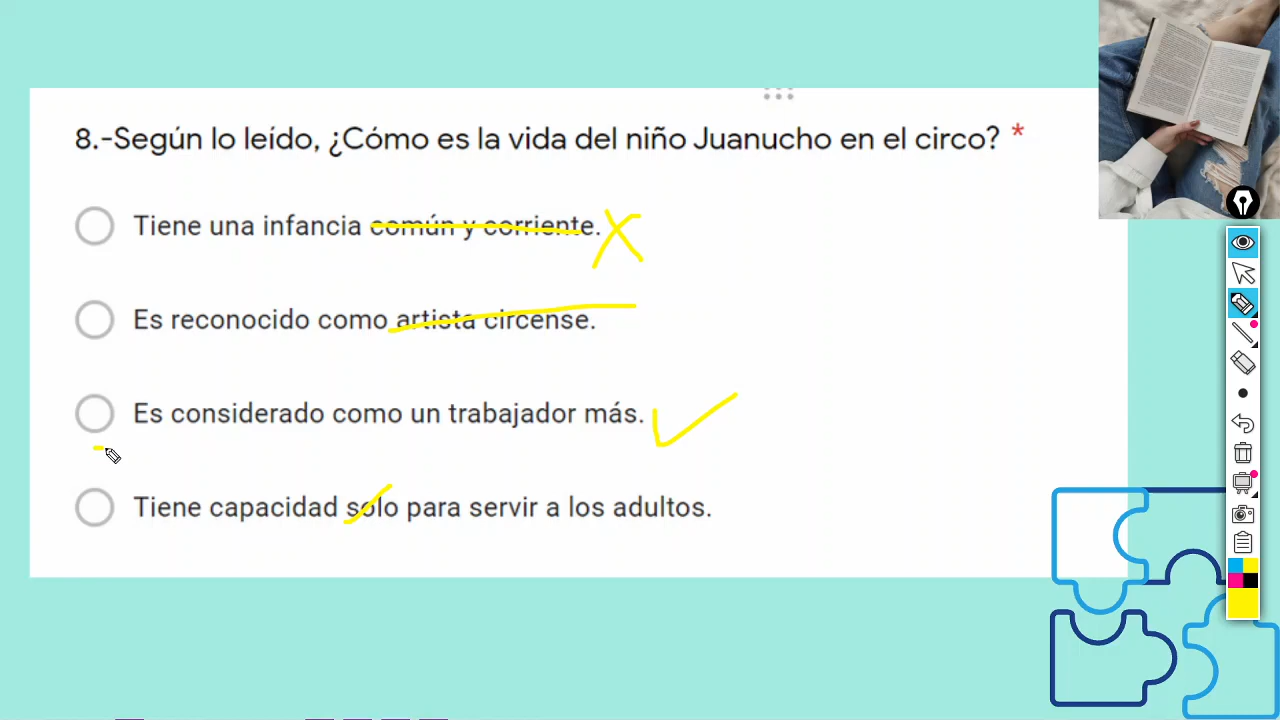 8.-Según lo leído, ¿Cómo es la vida del niño Juanucho en el circo? *
Tiene una infancia común y corriente.
Es reconocido como artista circense.
Es considerado como un trabajador más.
Tiene capacidad solo para servir a los adultos.